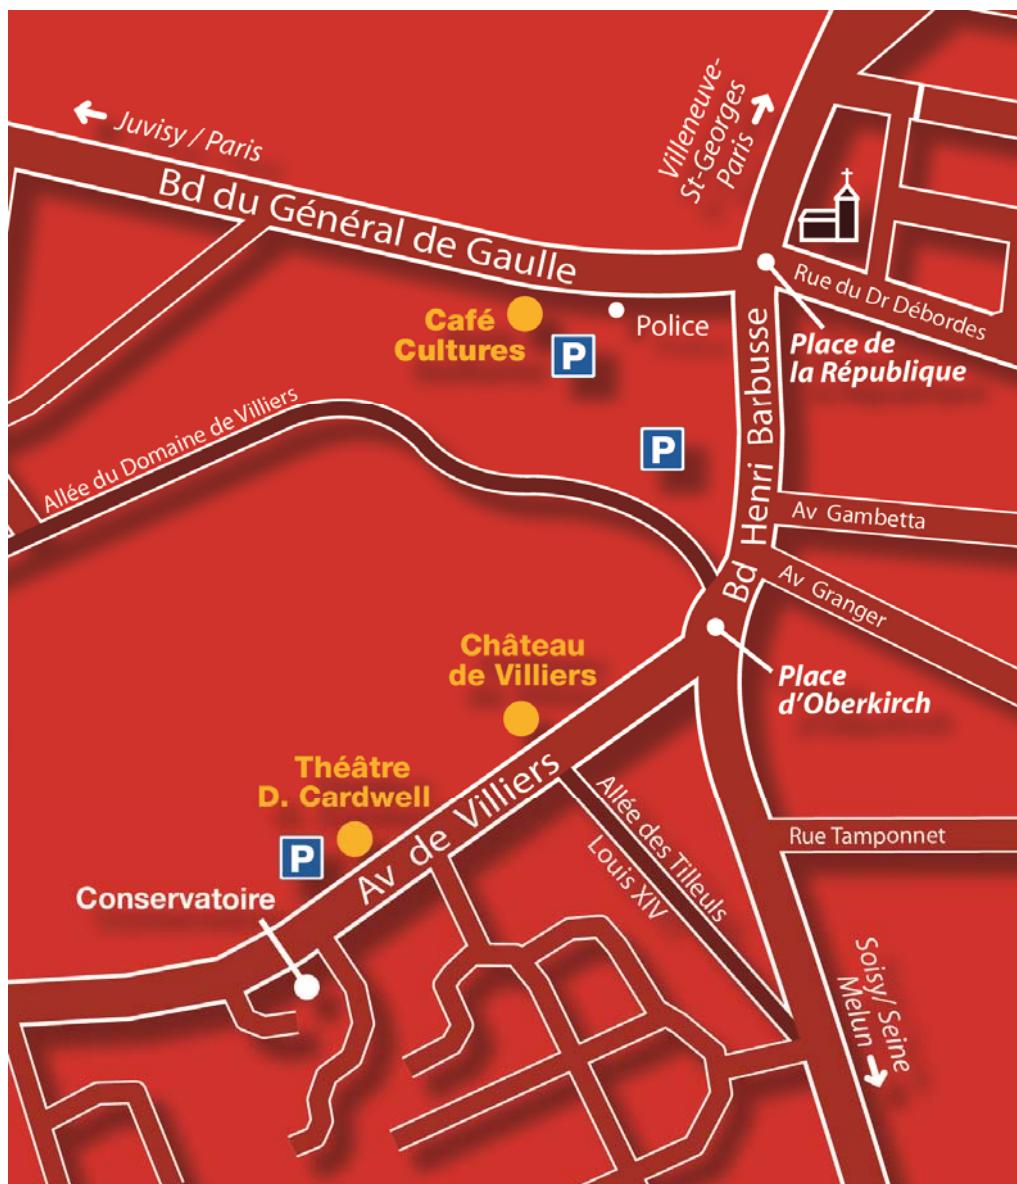 Juvisy / Paris
Bd du Général de Gaulle
Villeneuve-
St-Georges
Paris
Rue du Dr Débordes
Café
Cultures
Police
P
Place de
la République
Bd Henri Barbusse
P
Allée du Domaine de Villiers
Av Gambetta
Av Granger
Château
de Villiers
Place
d'Oberkirch
Théâtre
D. Cardwell
P
Av de Villiers
Allée des Tilleuls
Louis XIV
Rue Tamponnet
Conservatoire
Soisy/ Seine
Melun